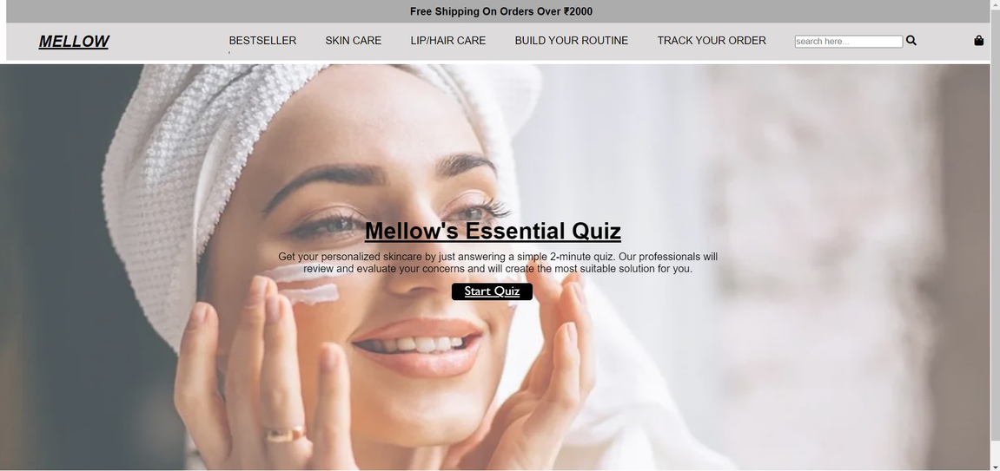 Free Shipping On Orders Over ₹2000
MELLOW
BESTSELLER
SKIN CARE
LIP/HAIR CARE
BUILD YOUR ROUTINE
TRACK YOUR ORDER
search here...
Mellow's Essential Quiz
Get your personalized skincare by just answering a simple 2-minute quiz. Our professionals will
review and evaluate your concerns and will create the most suitable solution for you.
Start Quiz